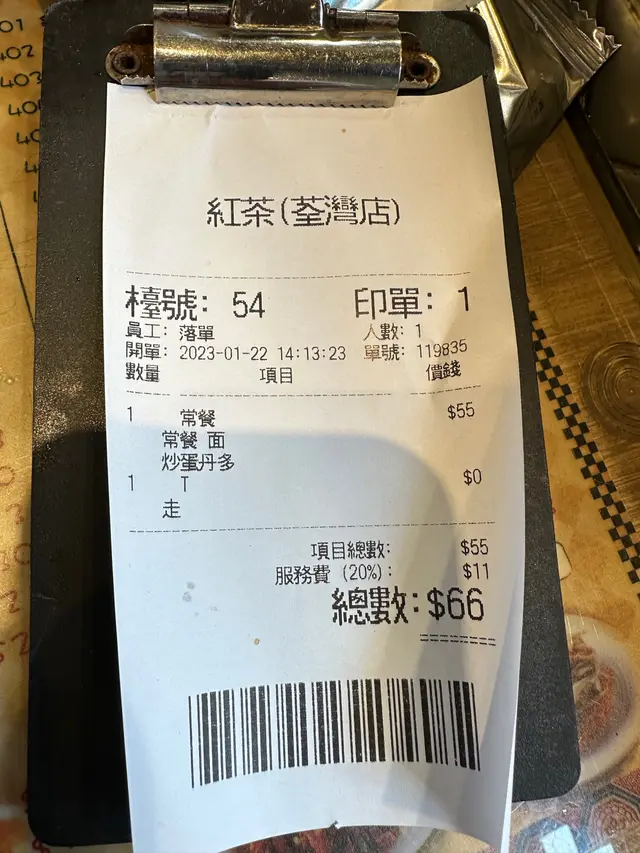 紅茶(荃灣店)
檯號: 54 印單: 1
員工: 落單 人數: 1
開單: 2023-01-22 14:13:23 單號: 119835
數量 項目 價錢
1 常餐 $55
常餐 面
炒蛋丹多
1 T $0
走
項目總數: $55
服務費 (20%): $11
總數: $66
01
402
403